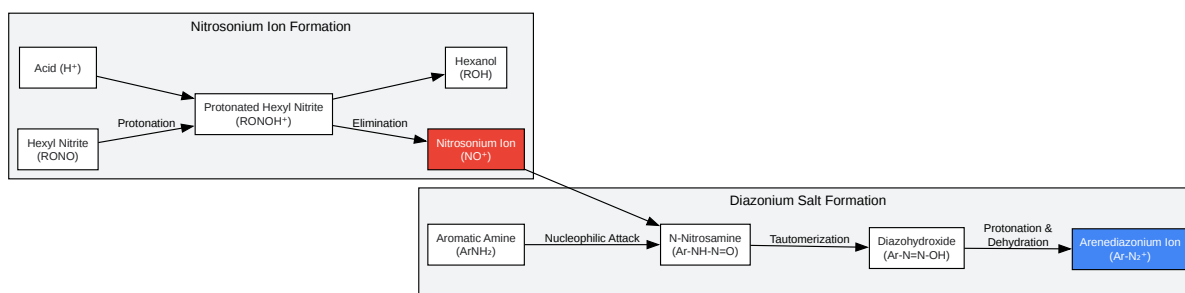 Nitrosonium Ion Formation
Acid (H⁺)
Hexanol
(ROH)
Protonated Hexyl Nitrite
(RONOH⁺)
Protonation
Elimination
Hexyl Nitrite
(RONO)
Nitrosonium Ion
(NO⁺)
Diazonium Salt Formation
Aromatic Amine
(ArNH₂)
Nucleophilic Attack
N-Nitrosamine
(Ar-NH-N=O)
Tautomerization
Diazohydroxide
(Ar-N=N-OH)
Protonation &
Dehydration
Arenediazonium Ion
(Ar-N₂⁺)